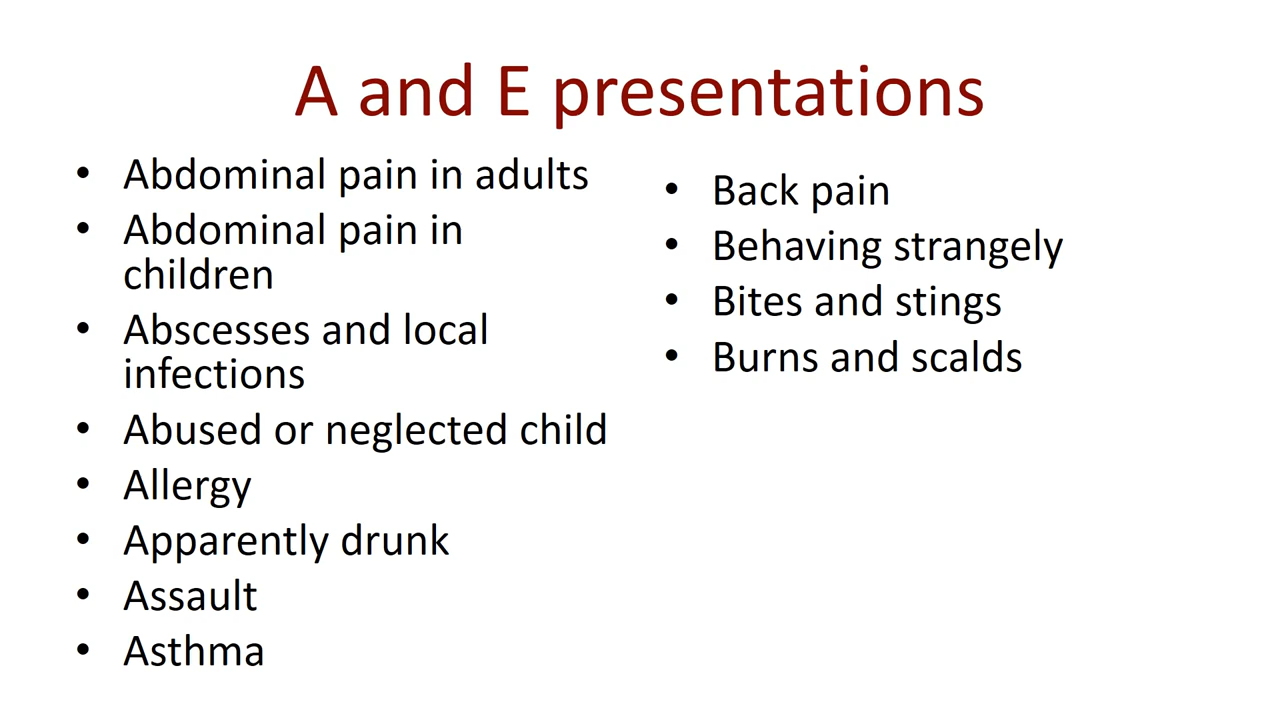 A and E presentations
• Abdominal pain in adults
• Abdominal pain in
children
• Abscesses and local
infections
• Abused or neglected child
• Allergy
• Apparently drunk
• Assault
• Asthma
• Back pain
• Behaving strangely
• Bites and stings
• Burns and scalds